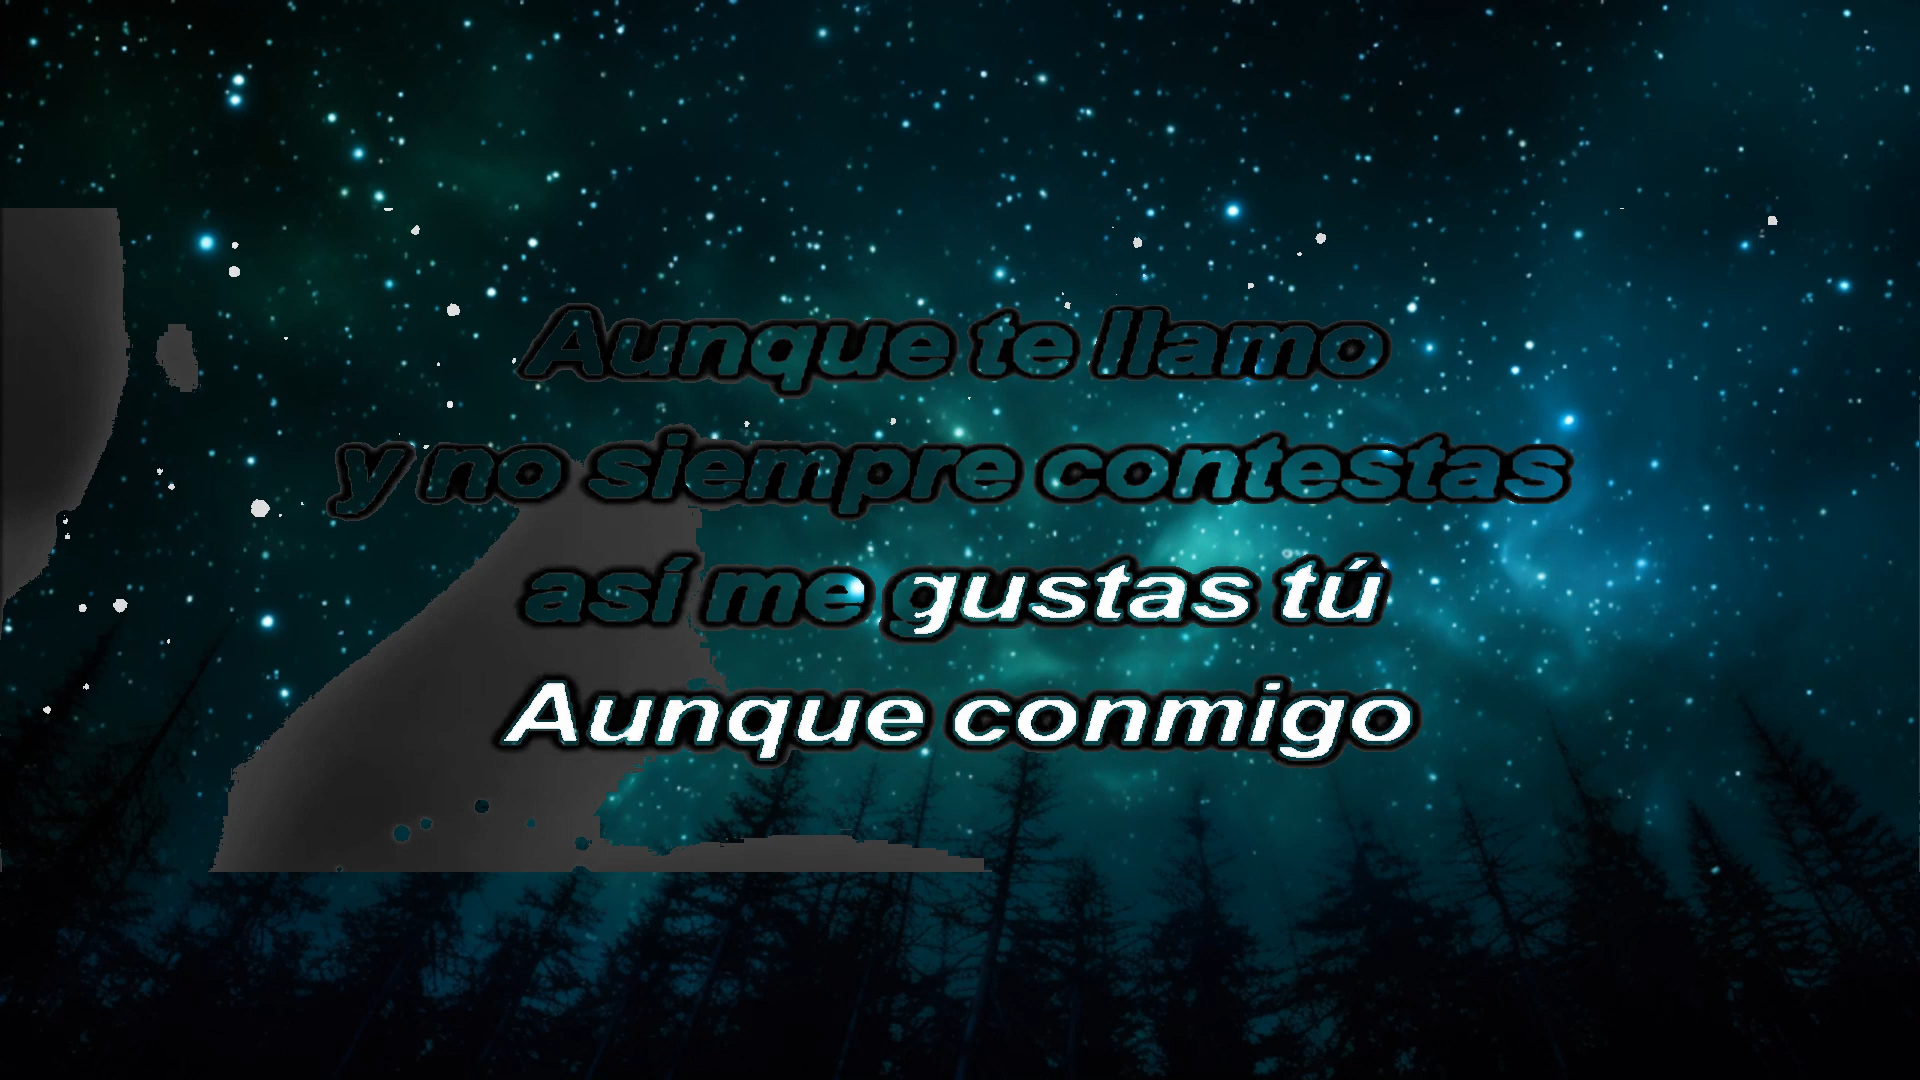 Aunque te llamo
y no siempre contestas
así me gustas tú
Aunque conmigo